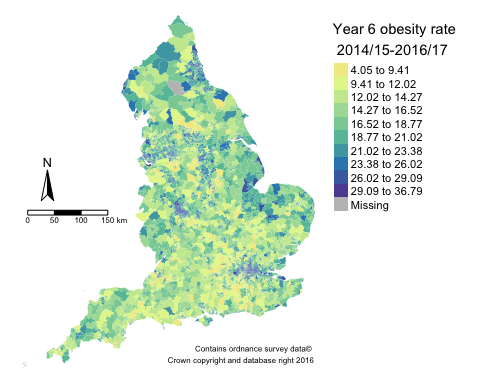 Year 6 obesity rate
2014/15-2016/17
4.05 to 9.41
9.41 to 12.02
12.02 to 14.27
14.27 to 16.52
16.52 to 18.77
18.77 to 21.02
21.02 to 23.38
23.38 to 26.02
26.02 to 29.09
29.09 to 36.79
Missing
N
0 50 100 150 km
Contains ordnance survey data©
Crown copyright and database right 2016